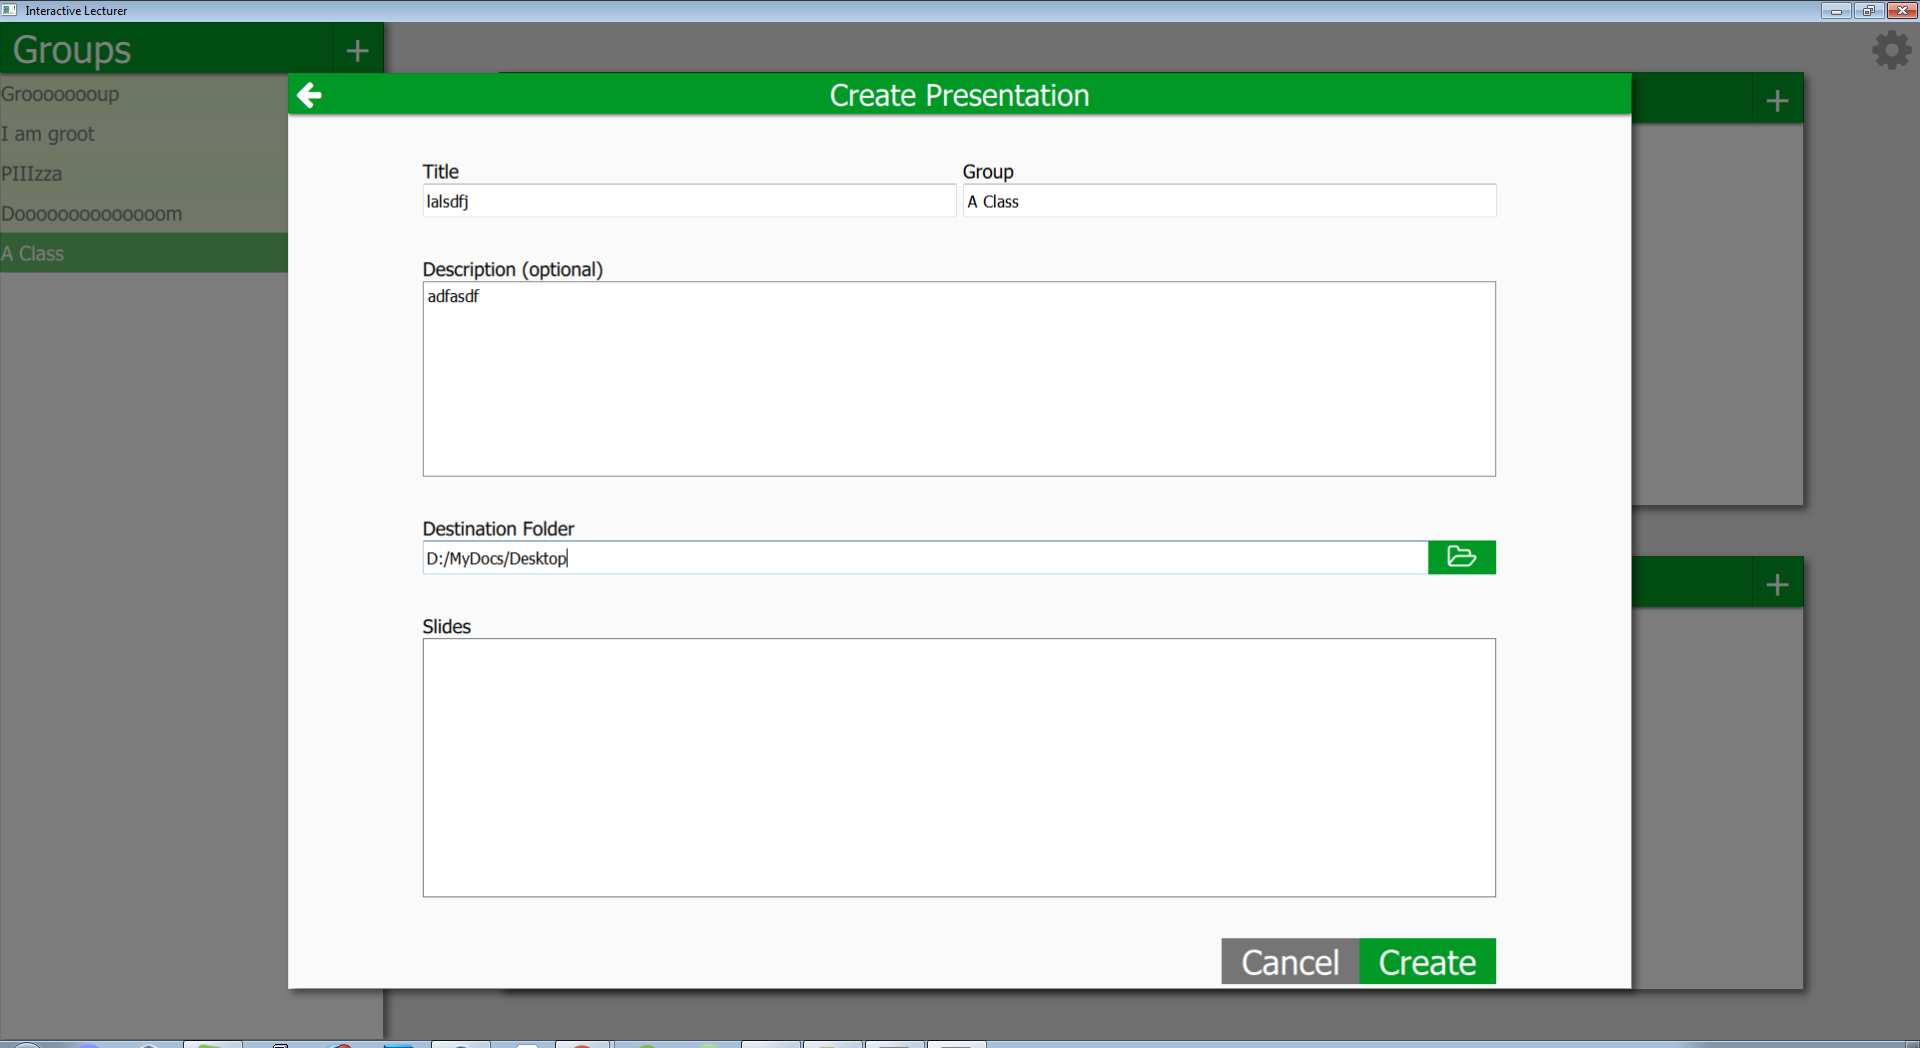 Interactive Lecturer
Groups
Groooooooup
I am groot
PIIIzza
Doooooooooooooom
A Class
Create Presentation
Title
Group
lalsdfj
A Class
Description (optional)
adfasdf
Destination Folder
D:/MyDocs/Desktop
Slides
Cancel
Create